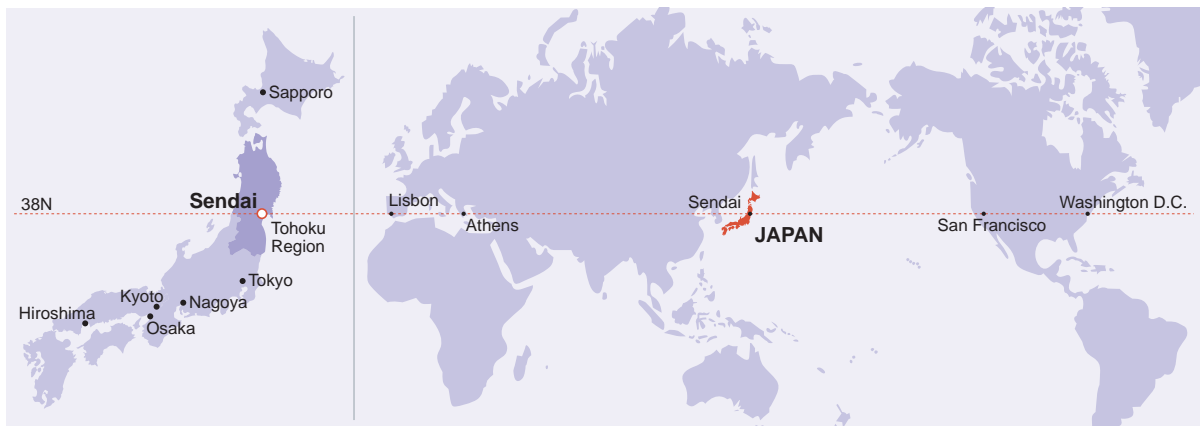 Sapporo
38N
Sendai
Tohoku
Region
Tokyo
Kyoto
Nagoya
Hiroshima
Osaka
Lisbon
Athens
Sendai
JAPAN
San Francisco
Washington D.C.